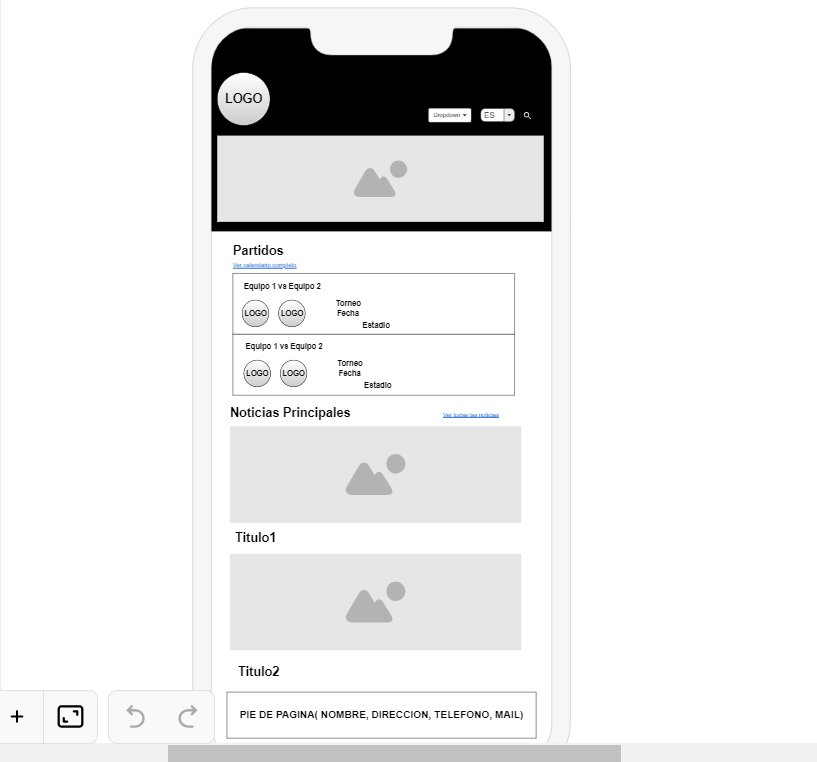 LOGO
Dropdown
ES
Partidos
Ver calendario completo
Equipo 1 vs Equipo 2
LOGO LOGO
Torneo
Fecha
Estadio
Equipo 1 vs Equipo 2
LOGO LOGO
Torneo
Fecha
Estadio
Noticias Principales
Ver todas las noticias
Titulo1
Titulo2
PIE DE PAGINA( NOMBRE, DIRECCION, TELEFONO, MAIL)